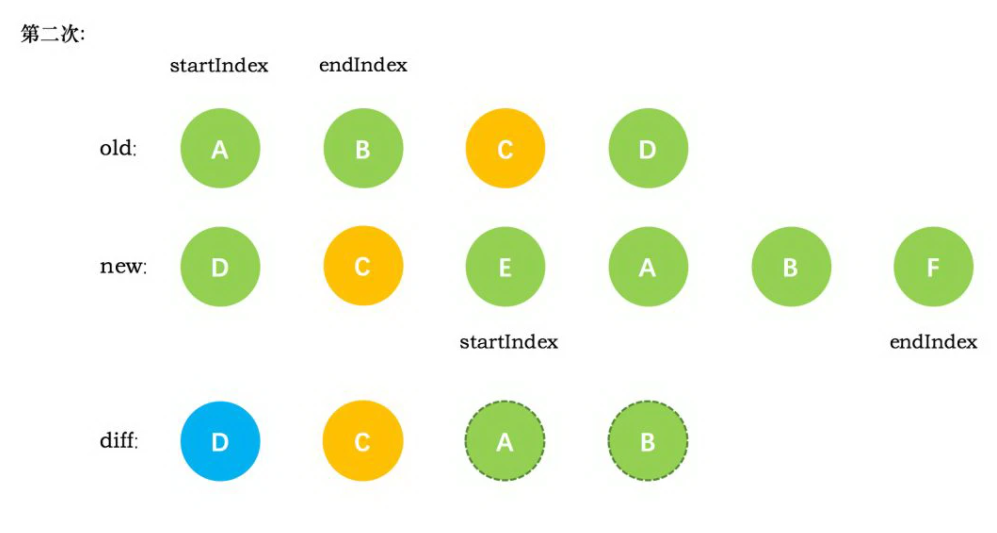 第二次:
startIndex endIndex
old: A B C D
new: D C E A B F
startIndex endIndex
diff: D C A B